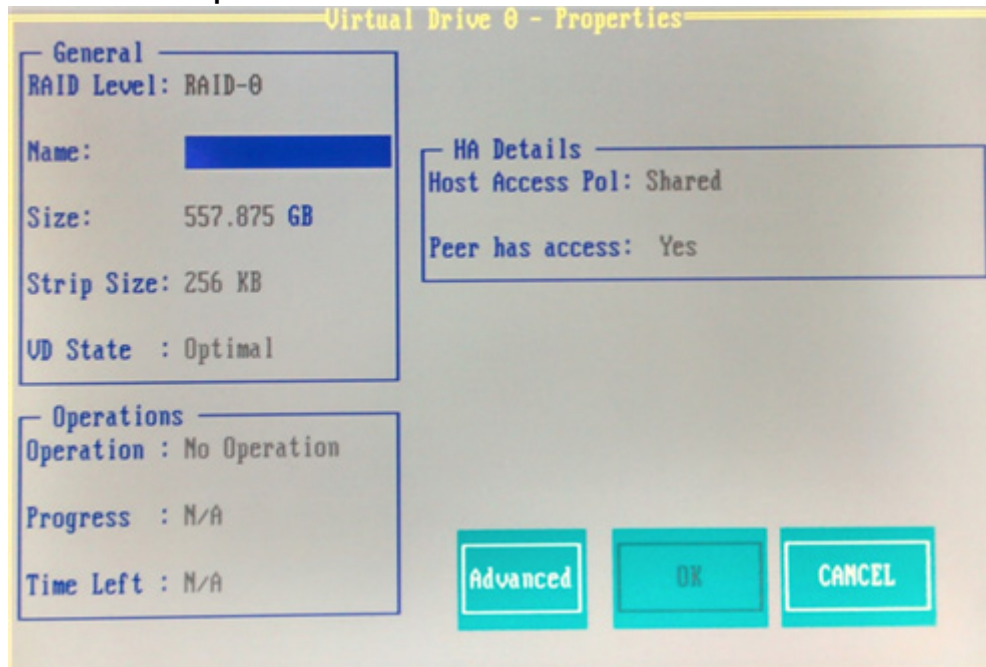 Virtual Drive 0 - Properties
General
RAID Level: RAID-0
Name:
Size: 557.875 GB
Strip Size: 256 KB
VD State : Optimal
HA Details
Host Access Pol: Shared
Peer has access: Yes
Operations
Operation : No Operation
Progress : N/A
Time Left : N/A
Advanced
OK
CANCEL